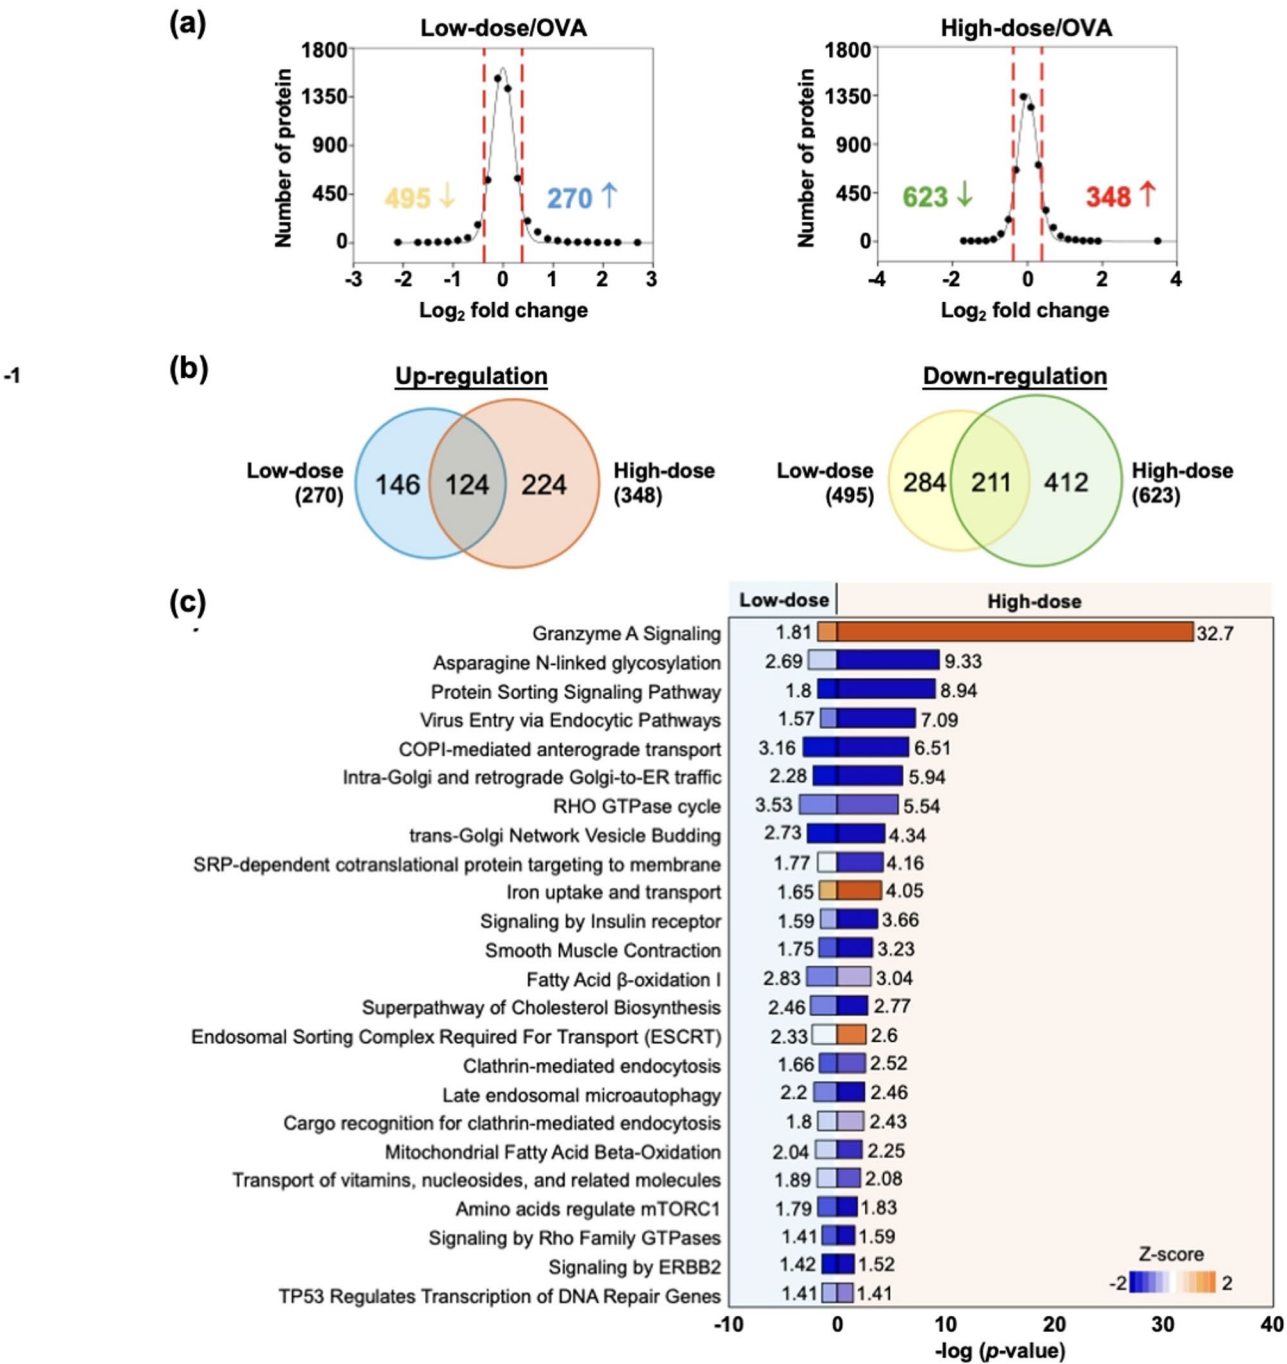 (a)
Low-dose/OVA
High-dose/OVA
Number of protein
1800
1350
900
450
0
495 ↓
270 ↑
-3 -2 -1 0 1 2 3
Log2 fold change
Number of protein
1800
1350
900
450
0
623 ↓
348 ↑
-4 -2 0 2 4
Log2 fold change
-1
(b)
Up-regulation
Low-dose
(270)
146 124 224
High-dose
(348)
Down-regulation
Low-dose
(495)
284 211 412
High-dose
(623)
(c)
Low-dose High-dose
Granzyme A Signaling 1.81 32.7
Asparagine N-linked glycosylation 2.69 9.33
Protein Sorting Signaling Pathway 1.8 8.94
Virus Entry via Endocytic Pathways 1.57 7.09
COPI-mediated anterograde transport 3.16 6.51
Intra-Golgi and retrograde Golgi-to-ER traffic 2.28 5.94
RHO GTPase cycle 3.53 5.54
trans-Golgi Network Vesicle Budding 2.73 4.34
SRP-dependent cotranslational protein targeting to membrane 1.77 4.16
Iron uptake and transport 1.65 4.05
Signaling by Insulin receptor 1.59 3.66
Smooth Muscle Contraction 1.75 3.23
Fatty Acid β-oxidation I 2.83 3.04
Superpathway of Cholesterol Biosynthesis 2.46 2.77
Endosomal Sorting Complex Required For Transport (ESCRT) 2.33 2.6
Clathrin-mediated endocytosis 1.66 2.52
Late endosomal microautophagy 2.2 2.46
Cargo recognition for clathrin-mediated endocytosis 1.8 2.43
Mitochondrial Fatty Acid Beta-Oxidation 2.04 2.25
Transport of vitamins, nucleosides, and related molecules 1.89 2.08
Amino acids regulate mTORC1 1.79 1.83
Signaling by Rho Family GTPases 1.41 1.59
Signaling by ERBB2 1.42 1.52
TP53 Regulates Transcription of DNA Repair Genes 1.41 1.41
Z-score
-2 2
-10 0 10 20 30 40
-log (p-value)